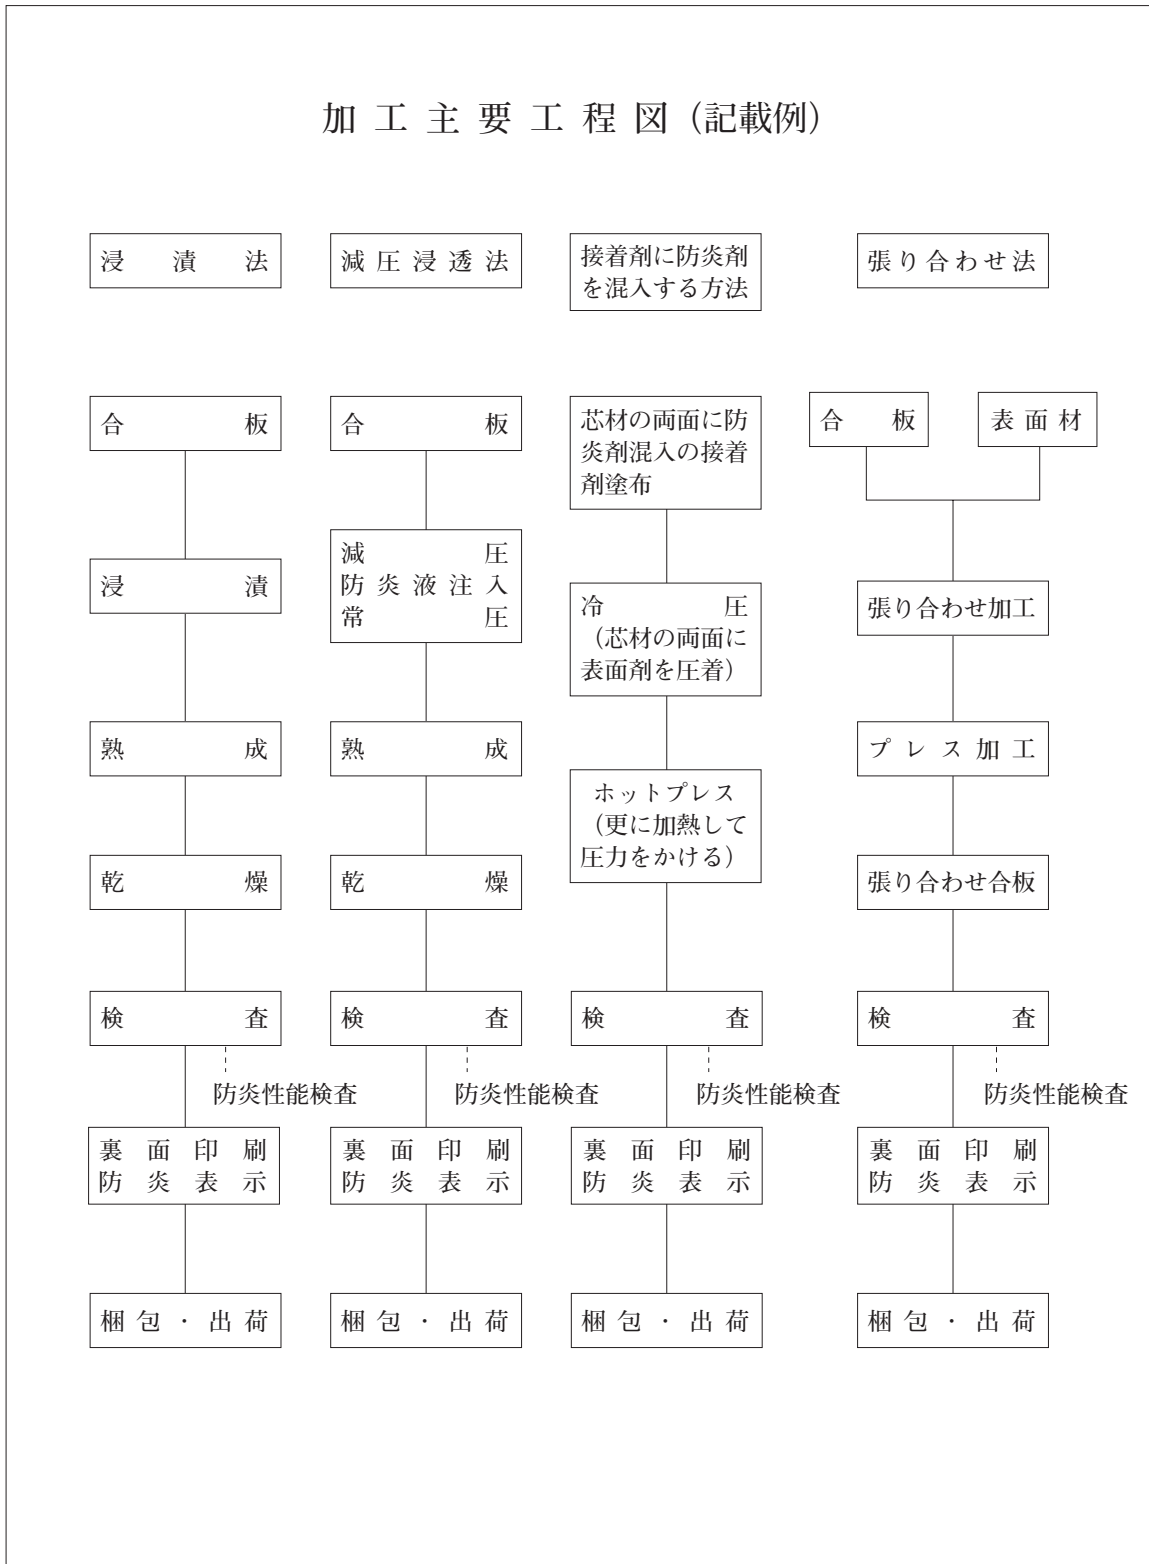 加工主要工程図（記載例）
浸漬法
減圧浸透法
接着剤に防炎剤
を混入する方法
張り合わせ法
合板
合板
芯材の両面に防
炎剤混入の接着
剤塗布
合板
表面材
浸漬
減圧
防炎液注入
常圧
冷圧
（芯材の両面に
表面剤を圧着）
張り合わせ加工
熟成
熟成
ホットプレス
（更に加熱して
圧力をかける）
プレス加工
乾燥
乾燥
張り合わせ合板
検査
検査
検査
検査
防炎性能検査
防炎性能検査
防炎性能検査
防炎性能検査
裏面印刷
防炎表示
裏面印刷
防炎表示
裏面印刷
防炎表示
裏面印刷
防炎表示
梱包・出荷
梱包・出荷
梱包・出荷
梱包・出荷